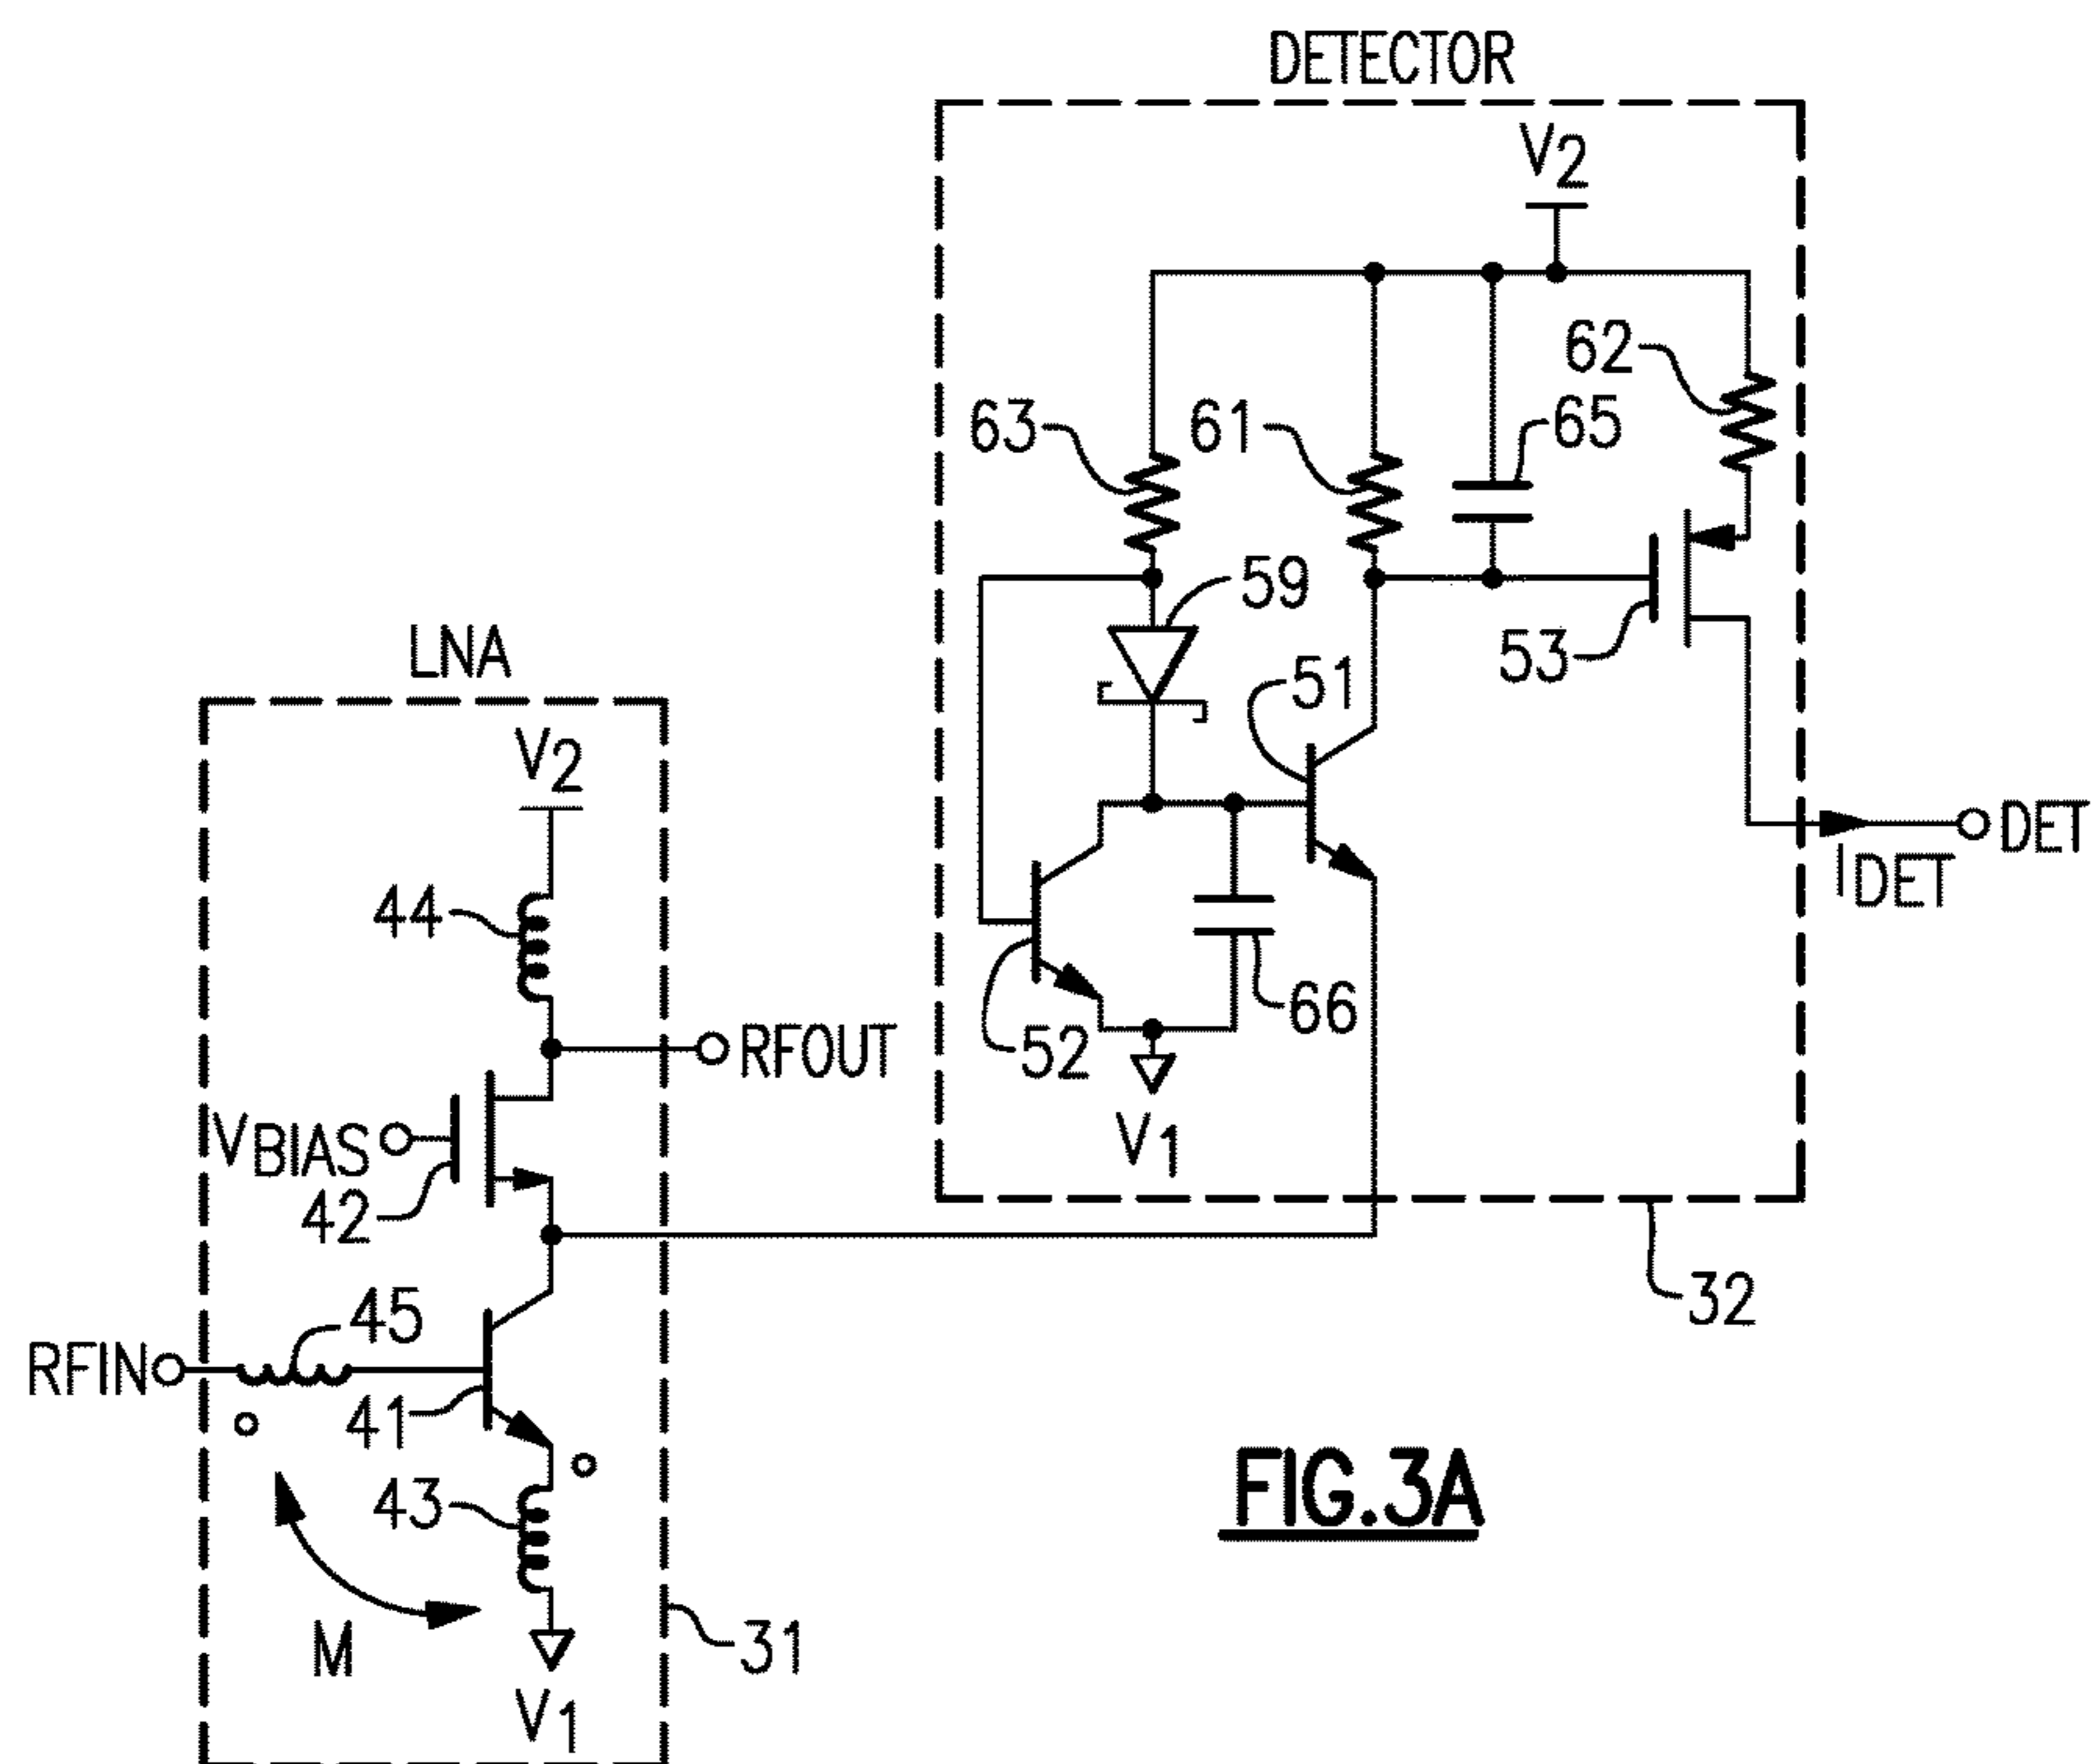 DETECTOR
V2
62
63
61
65
59
53
51
LNA
V2
DET
IDET
44
66
52
RFOUT
V1
VBIAS
42
32
45
RFIN
41
43
FIG.3A
M
31
V1